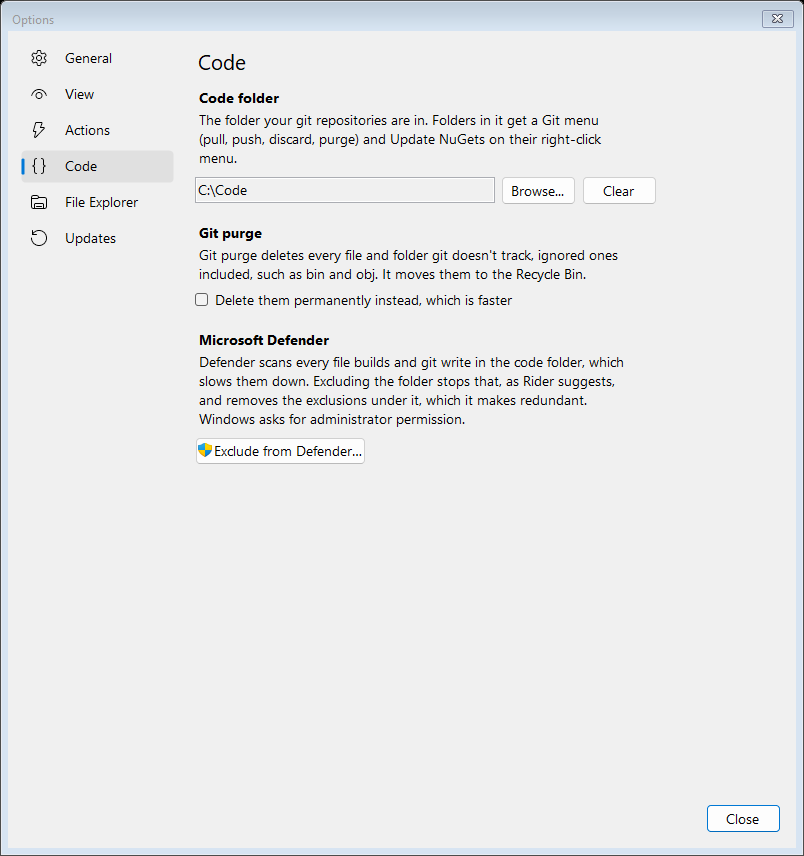 Options
General
View
Actions
Code
File Explorer
Updates
Code
Code folder
The folder your git repositories are in. Folders in it get a Git menu
(pull, push, discard, purge) and Update NuGets on their right-click
menu.
C:\Code
Browse...
Clear
Git purge
Git purge deletes every file and folder git doesn't track, ignored ones
included, such as bin and obj. It moves them to the Recycle Bin.
Delete them permanently instead, which is faster
Microsoft Defender
Defender scans every file builds and git write in the code folder, which
slows them down. Excluding the folder stops that, as Rider suggests,
and removes the exclusions under it, which it makes redundant.
Windows asks for administrator permission.
Exclude from Defender...
Close